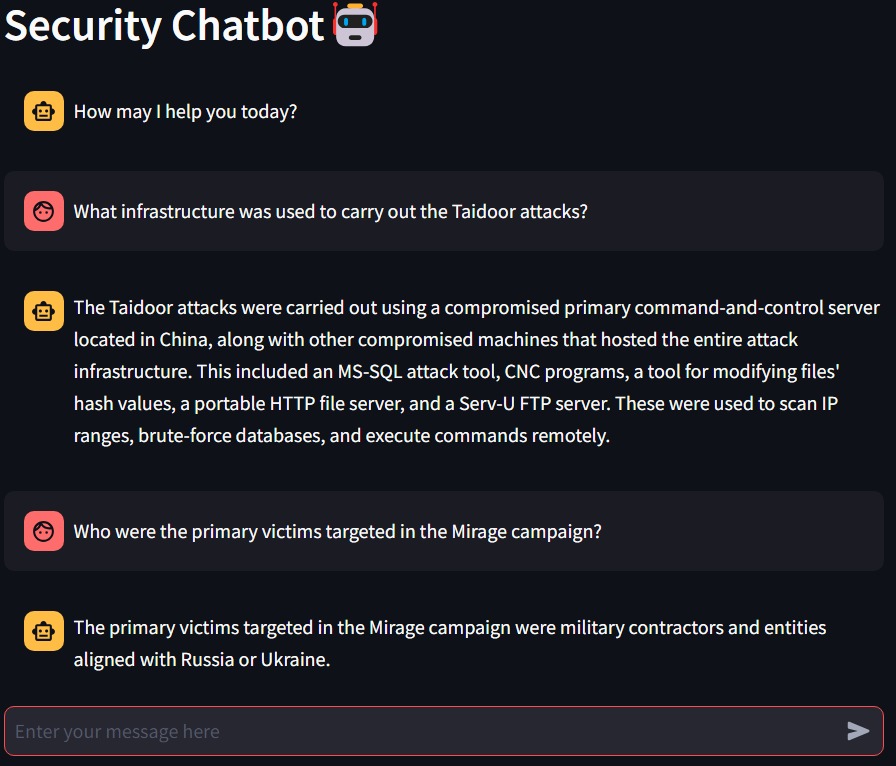 Security Chatbot
How may I help you today?
What infrastructure was used to carry out the Taidoor attacks?
The Taidoor attacks were carried out using a compromised primary command-and-control server
located in China, along with other compromised machines that hosted the entire attack
infrastructure. This included an MS-SQL attack tool, CNC programs, a tool for modifying files'
hash values, a portable HTTP file server, and a Serv-U FTP server. These were used to scan IP
ranges, brute-force databases, and execute commands remotely.
Who were the primary victims targeted in the Mirage campaign?
The primary victims targeted in the Mirage campaign were military contractors and entities
aligned with Russia or Ukraine.
Enter your message here